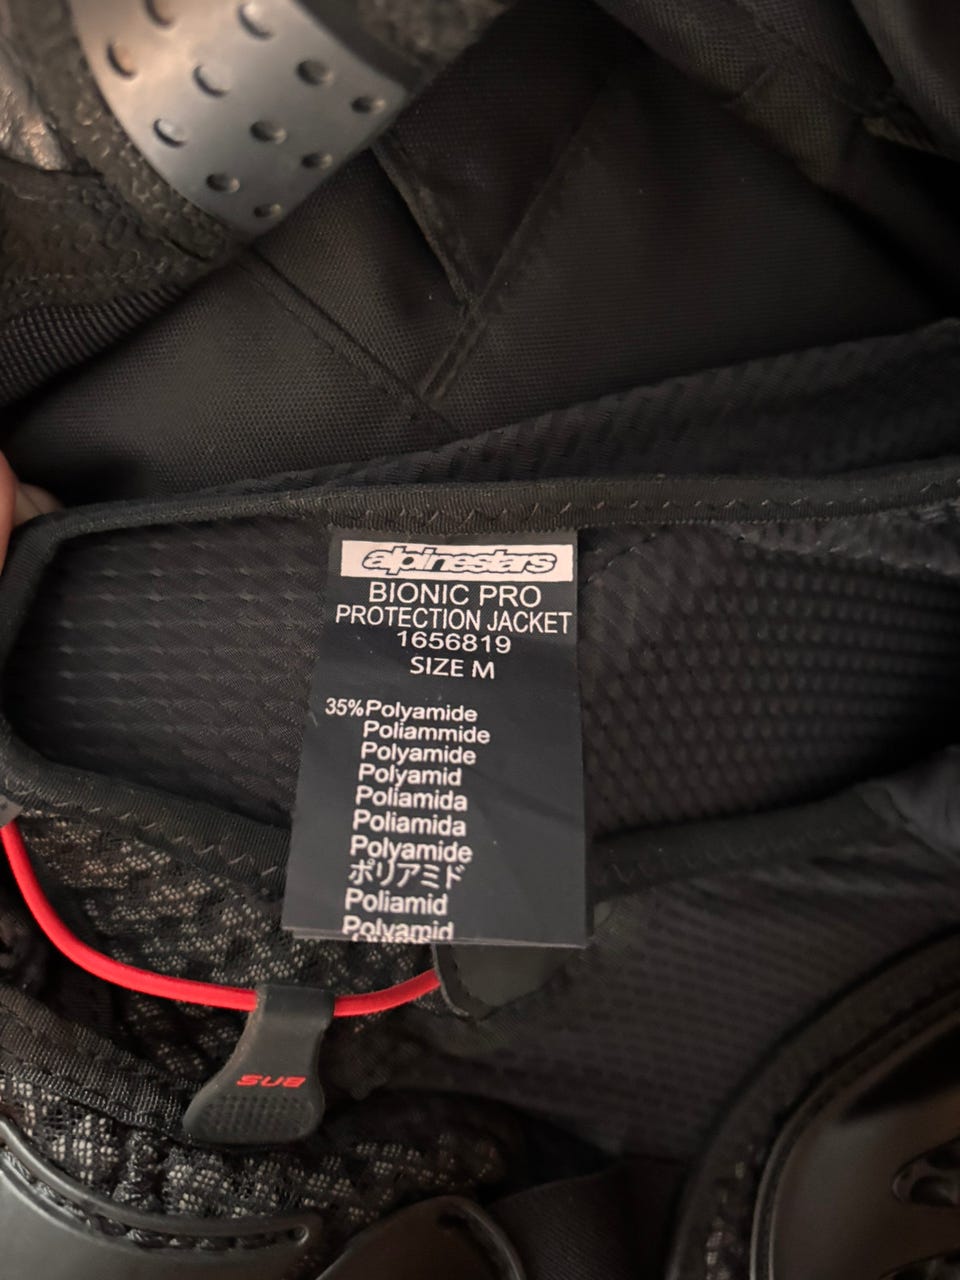 alpinestars
BIONIC PRO
PROTECTION JACKET
1656819
SIZE M
35%Polyamide
Poliammide
Polyamide
Polyamid
Poliamida
Poliamida
Polyamide
ポリアミド
Poliamid
Polyamid
SUB